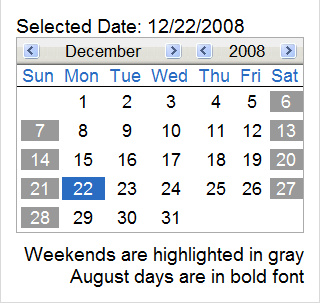 Selected Date: 12/22/2008
December 2008
Sun Mon Tue Wed Thu Fri Sat
1 2 3 4 5 6
7 8 9 10 11 12 13
14 15 16 17 18 19 20
21 22 23 24 25 26 27
28 29 30 31
Weekends are highlighted in gray
August days are in bold font